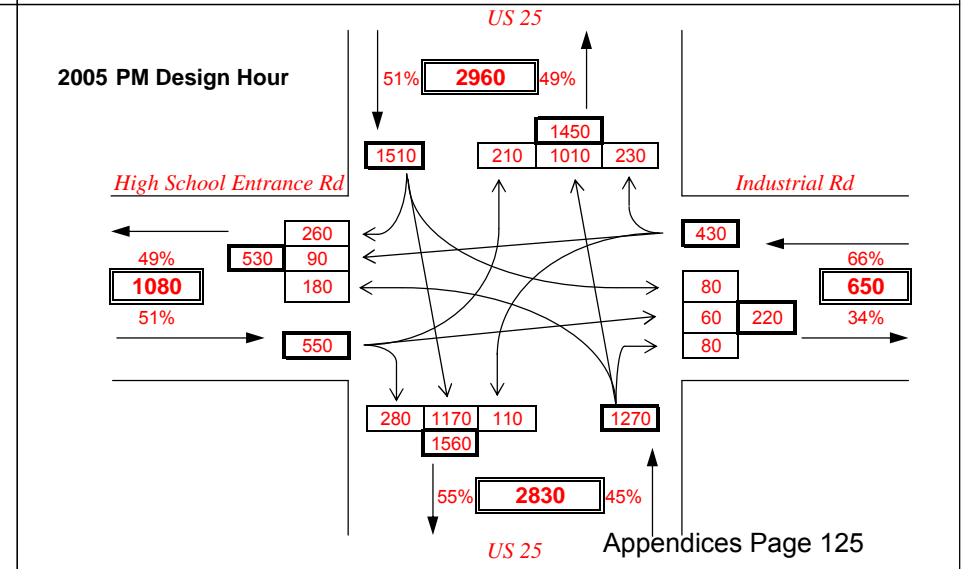 US 25
2005 PM Design Hour
51% 2960 49%
1450
1510 210 1010 230
High School Entrance Rd Industrial Rd
260 430
49% 530 90 66%
1080 180 80 650
51% 60 220 34%
550 80
280 1170 110 1270
1560
55% 2830 45%
US 25 Appendices Page 125